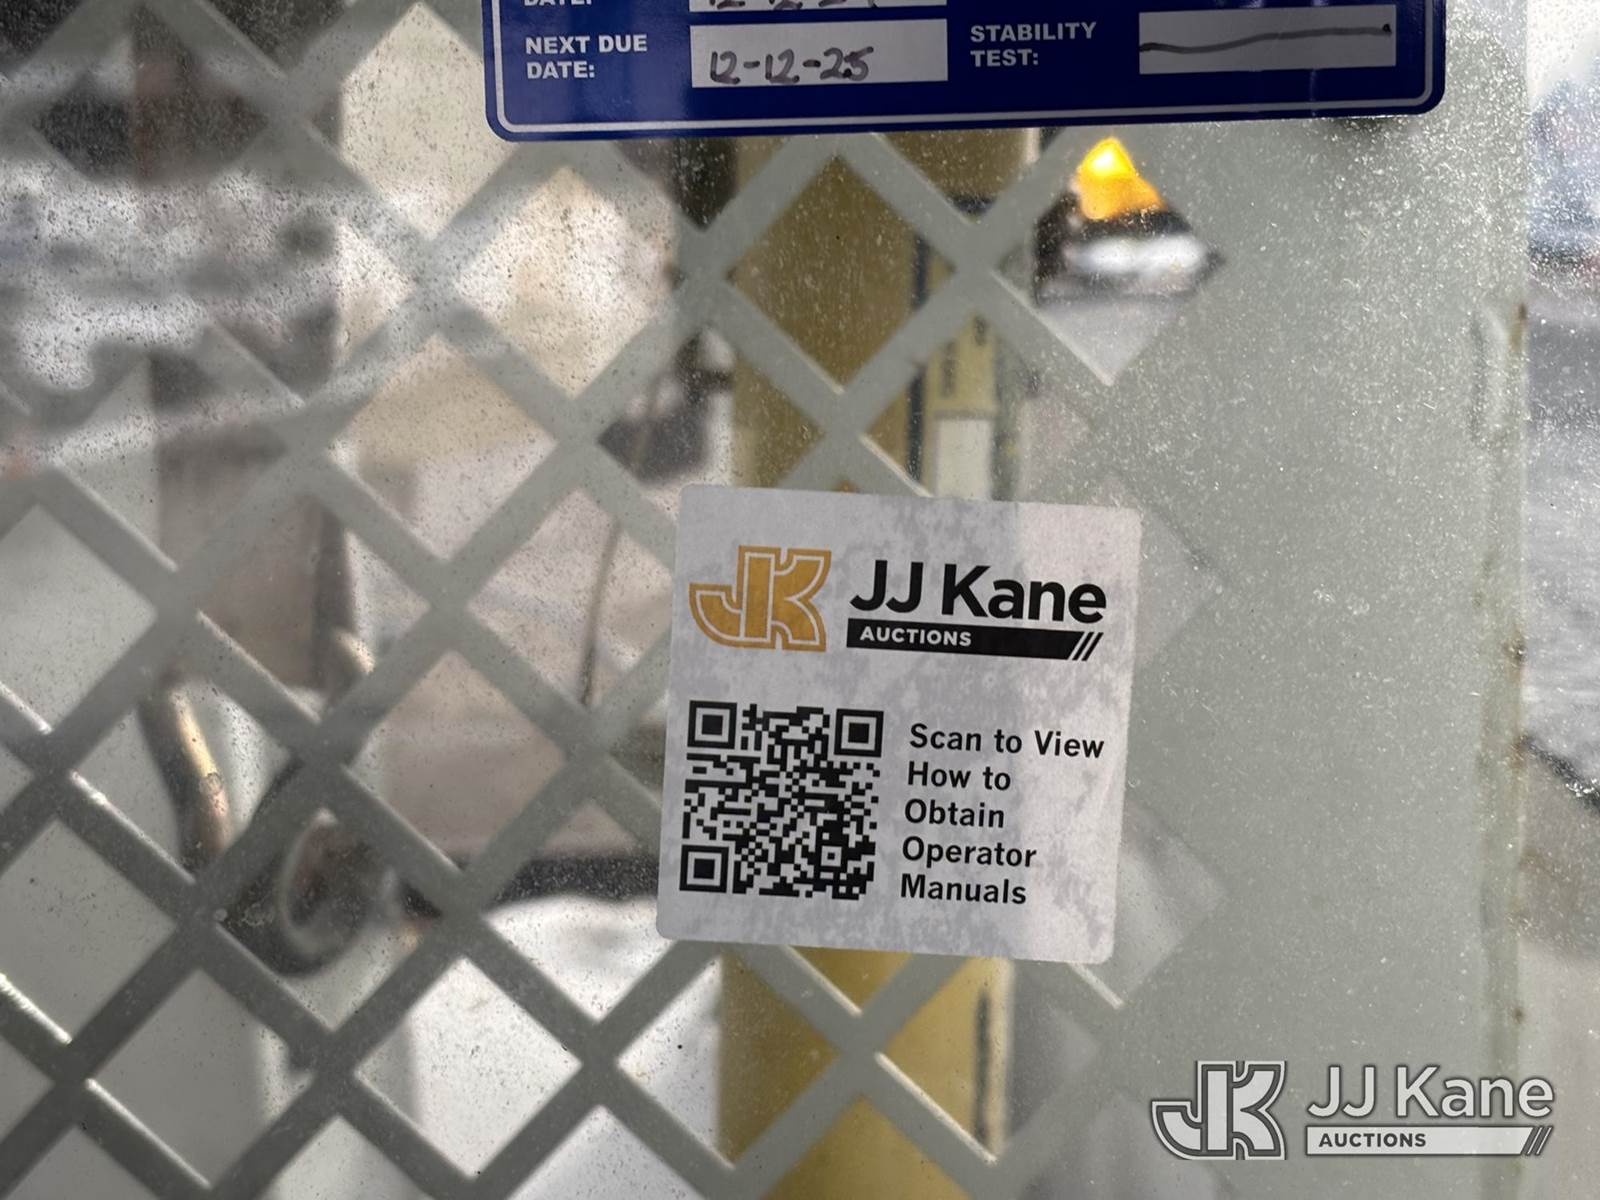 DATE:
NEXT DUE DATE: 12-12-25
STABILITY TEST:
JJ Kane
AUCTIONS
Scan to View
How to
Obtain
Operator
Manuals
JJ Kane
AUCTIONS